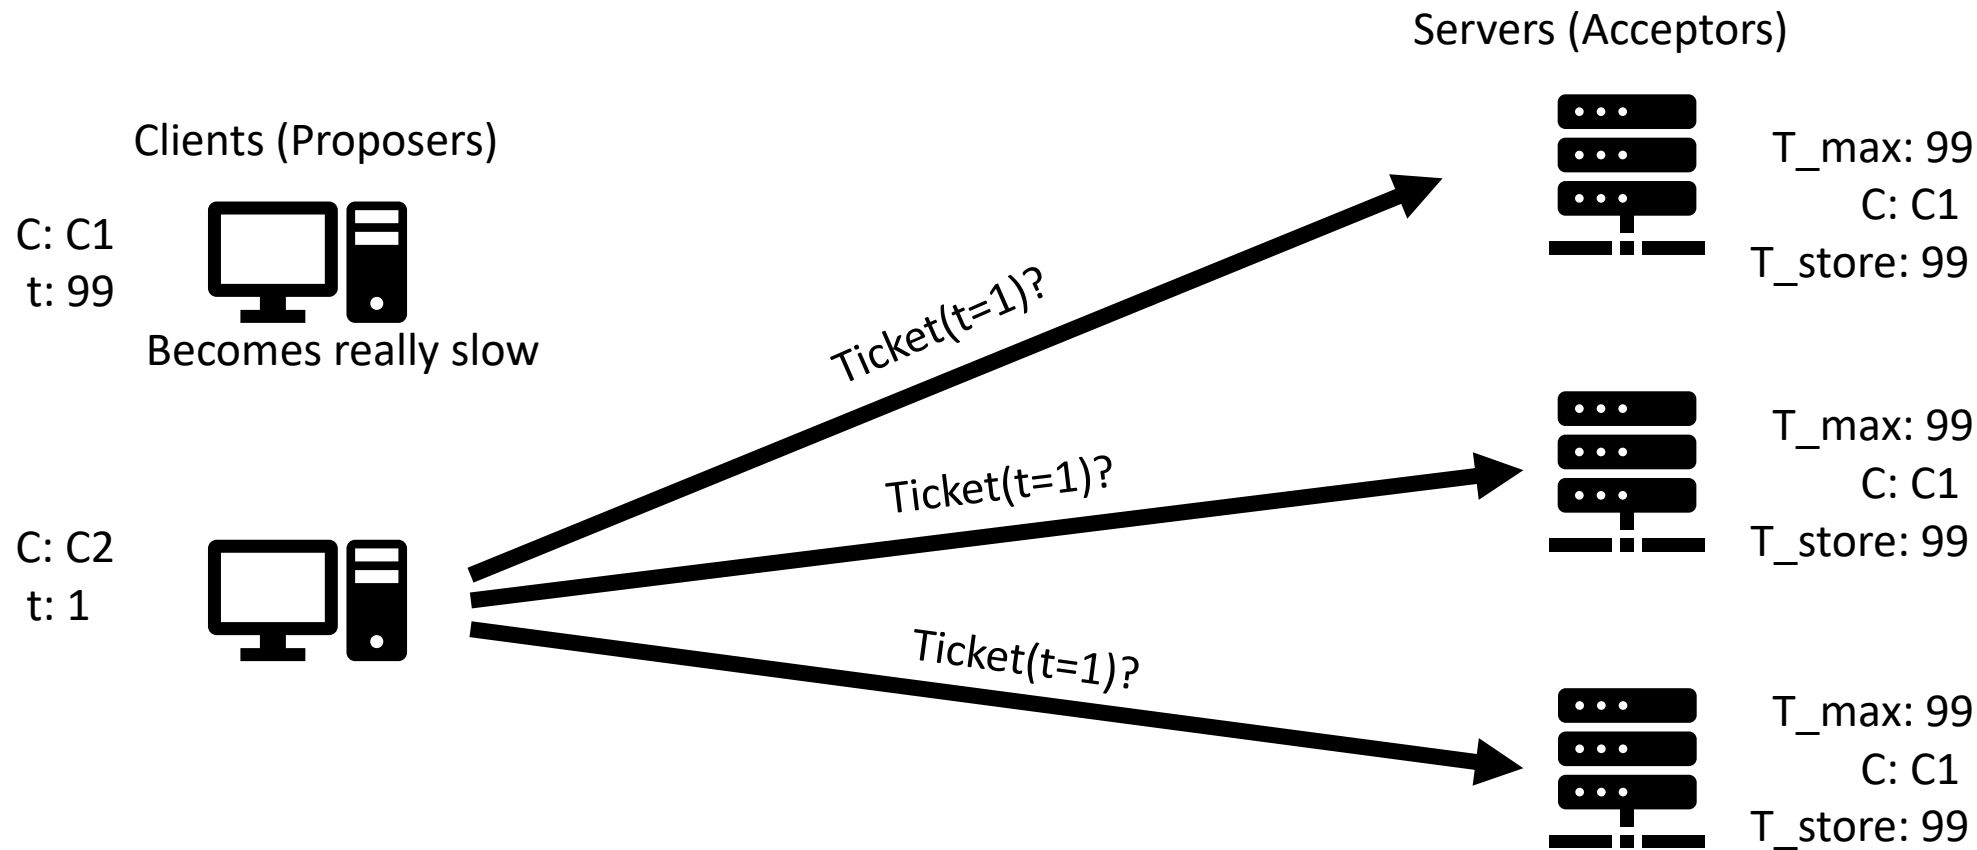 Servers (Acceptors)
Clients (Proposers)
C: C1
t: 99
Becomes really slow
C: C2
t: 1
Ticket(t=1)?
Ticket(t=1)?
Ticket(t=1)?
T_max: 99
C: C1
T_store: 99
T_max: 99
C: C1
T_store: 99
T_max: 99
C: C1
T_store: 99